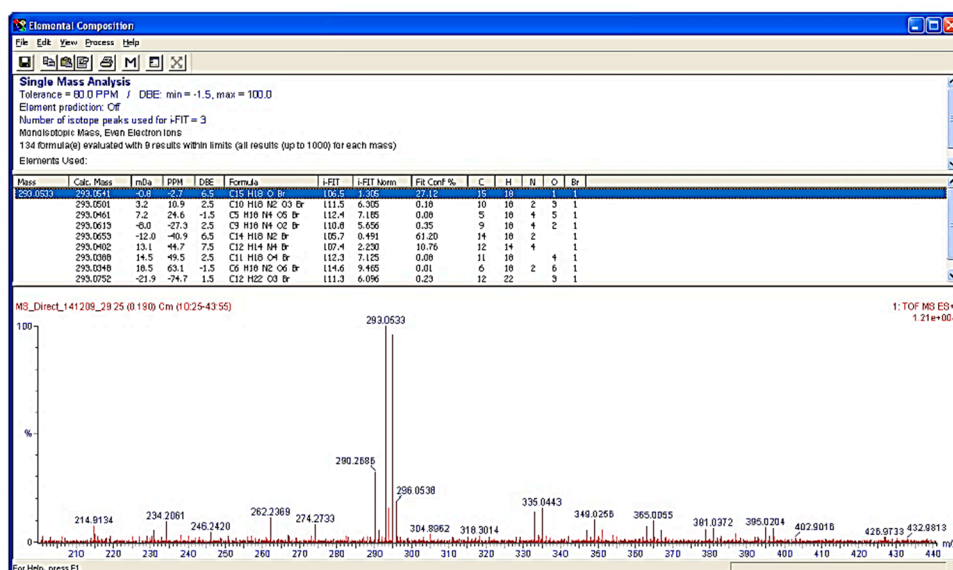 Elemental Composition
File Edit View Process Help
Single Mass Analysis
Tolerance = 80.0 PPM / DBE: min = -1.5, max = 100.0
Element prediction: Off
Number of isotope peaks used for i-FIT = 3
Monoisotopic Mass, Even Electron Ions
134 formula(e) evaluated with 9 results within limits (all results (up to 1000) for each mass)
Elements Used:
Mass Calc. Mass mDa PPM DBE Formula i-FIT i-FIT Norm Fit Conf % C H N O Br
293.0533 293.0541 -0.8 -2.7 6.5 C15 H18 O Br 106.5 1.305 27.12 15 18 1 1
293.0501 3.2 10.9 2.5 C10 H18 N2 O3 Br 111.5 6.305 0.18 10 18 2 3 1
293.0461 7.2 24.6 -1.5 C5 H18 N4 O5 Br 112.4 7.185 0.08 5 18 4 5 1
293.0613 -8.0 -27.3 2.5 C9 H18 N4 O2 Br 110.8 5.656 0.35 9 18 4 2 1
293.0653 -12.0 -40.9 6.5 C14 H18 N2 Br 105.7 0.491 61.20 14 18 2 1
293.0402 13.1 44.7 7.5 C12 H14 N4 Br 107.4 2.230 10.76 12 14 4 1
293.0388 14.5 49.5 2.5 C11 H18 O4 Br 112.3 7.125 0.08 11 18 4 1
293.0348 18.5 63.1 -1.5 C6 H18 N2 O6 Br 114.6 9.465 0.01 6 18 2 6 1
293.0752 -21.9 -74.7 1.5 C12 H22 O3 Br 111.3 6.096 0.23 12 22 3 1
MS_Direct_141209_29 25 (0.190) Cm (10:25-43:55)
1: TOF MS ES+
1.21e+00
100
293.0533
%
290.2686
296.0538
335.0443
214.9134
234.2061
246.2420
262.2369
274.2733
304.8962
318.3014
349.0256
365.0055
381.0372
395.0204
402.9018
426.9733
432.9813
0
210 220 230 240 250 260 270 280 290 300 310 320 330 340 350 360 370 380 390 400 410 420 430 440
For Help, press F1